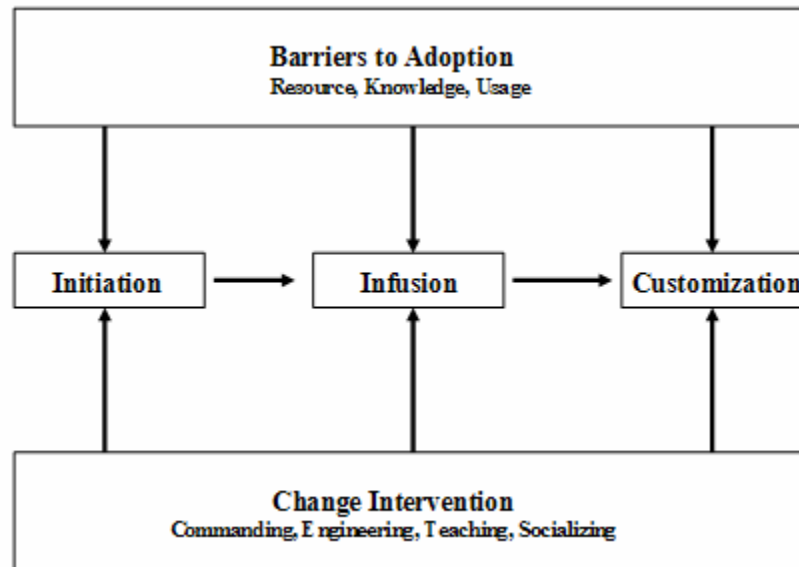 Barriers to Adoption
Resource, Knowledge, Usage
Initiation
Infusion
Customization
Change Intervention
Commanding, Engineering, Teaching, Socializing